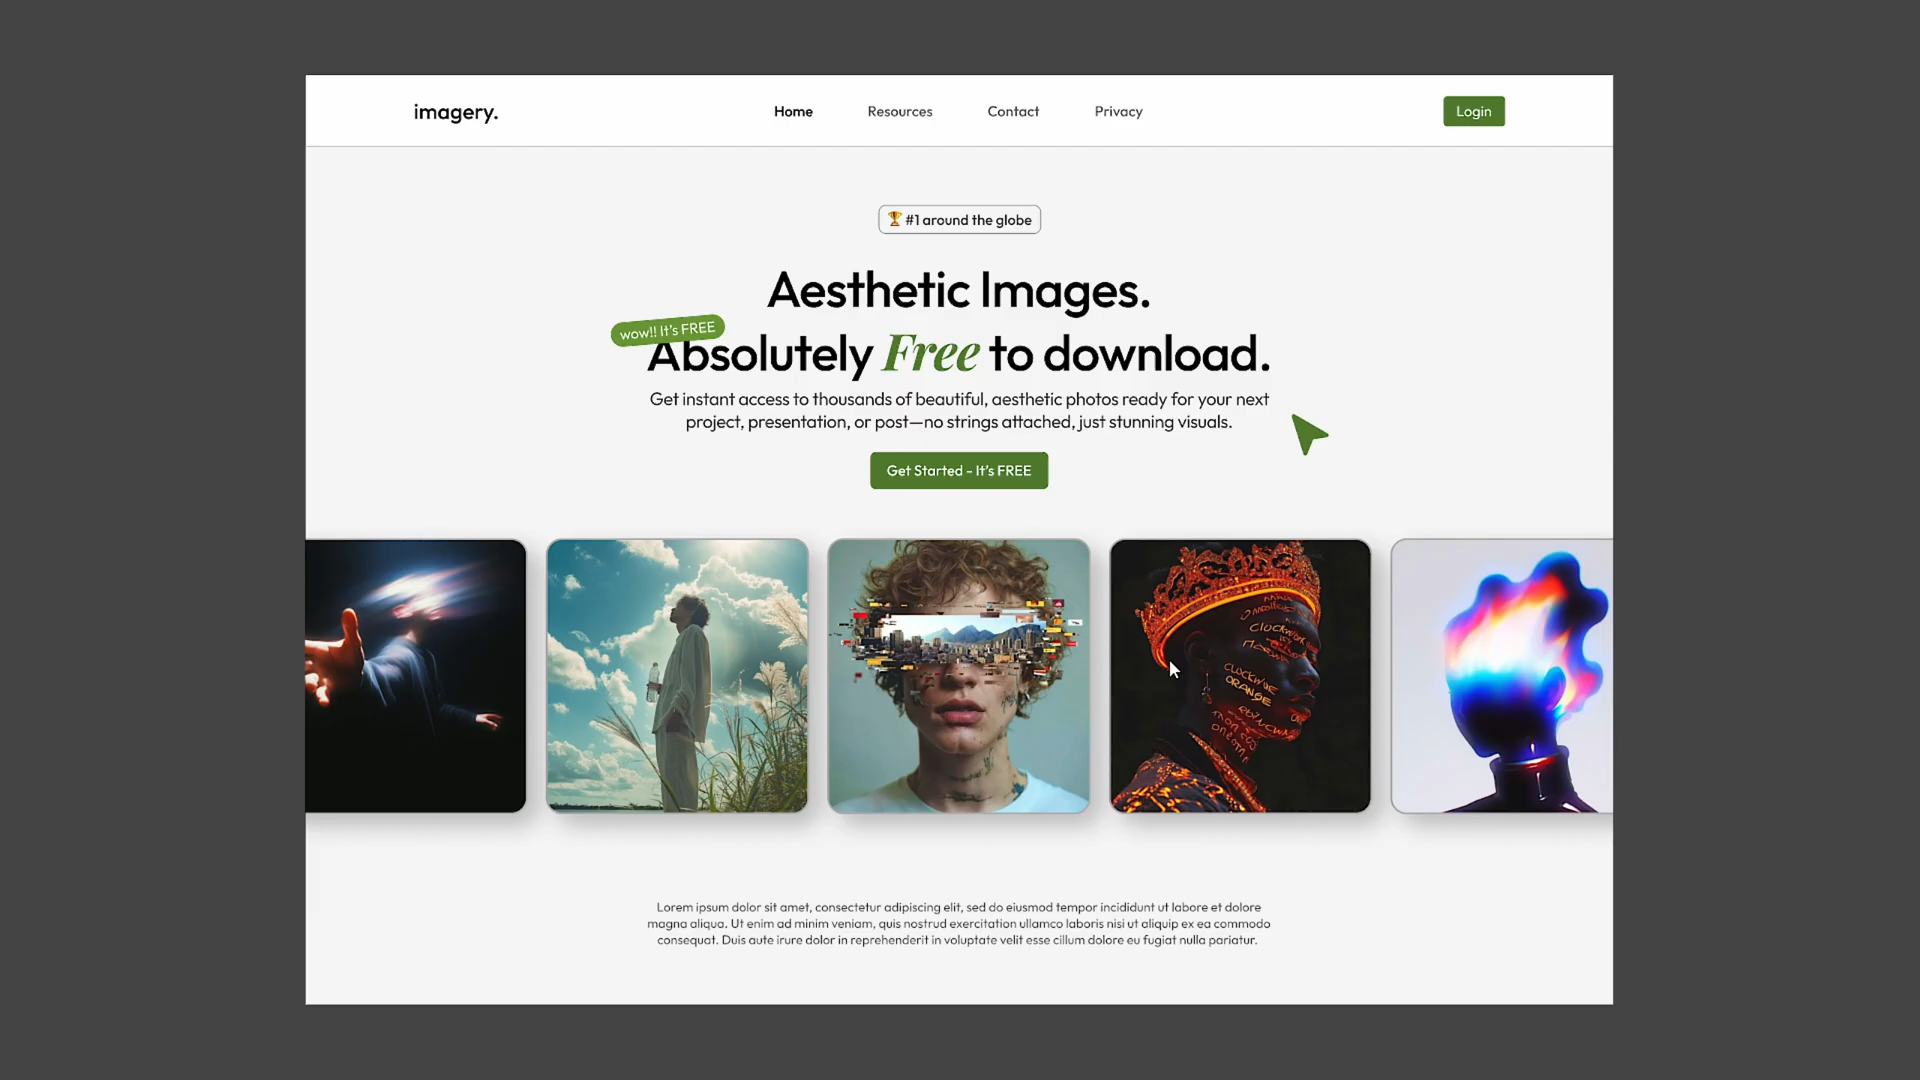 imagery.
Home
Resources
Contact
Privacy
Login
🏆 #1 around the globe
Aesthetic Images.
wow!! It's FREE
Absolutely Free to download.
Get instant access to thousands of beautiful, aesthetic photos ready for your next
project, presentation, or post—no strings attached, just stunning visuals.
Get Started - It's FREE
CLOCKWORK
CLOCKWORK
ORANGE
Lorem ipsum dolor sit amet, consectetur adipiscing elit, sed do eiusmod tempor incididunt ut labore et dolore
magna aliqua. Ut enim ad minim veniam, quis nostrud exercitation ullamco laboris nisi ut aliquip ex ea commodo
consequat. Duis aute irure dolor in reprehenderit in voluptate velit esse cillum dolore eu fugiat nulla pariatur.